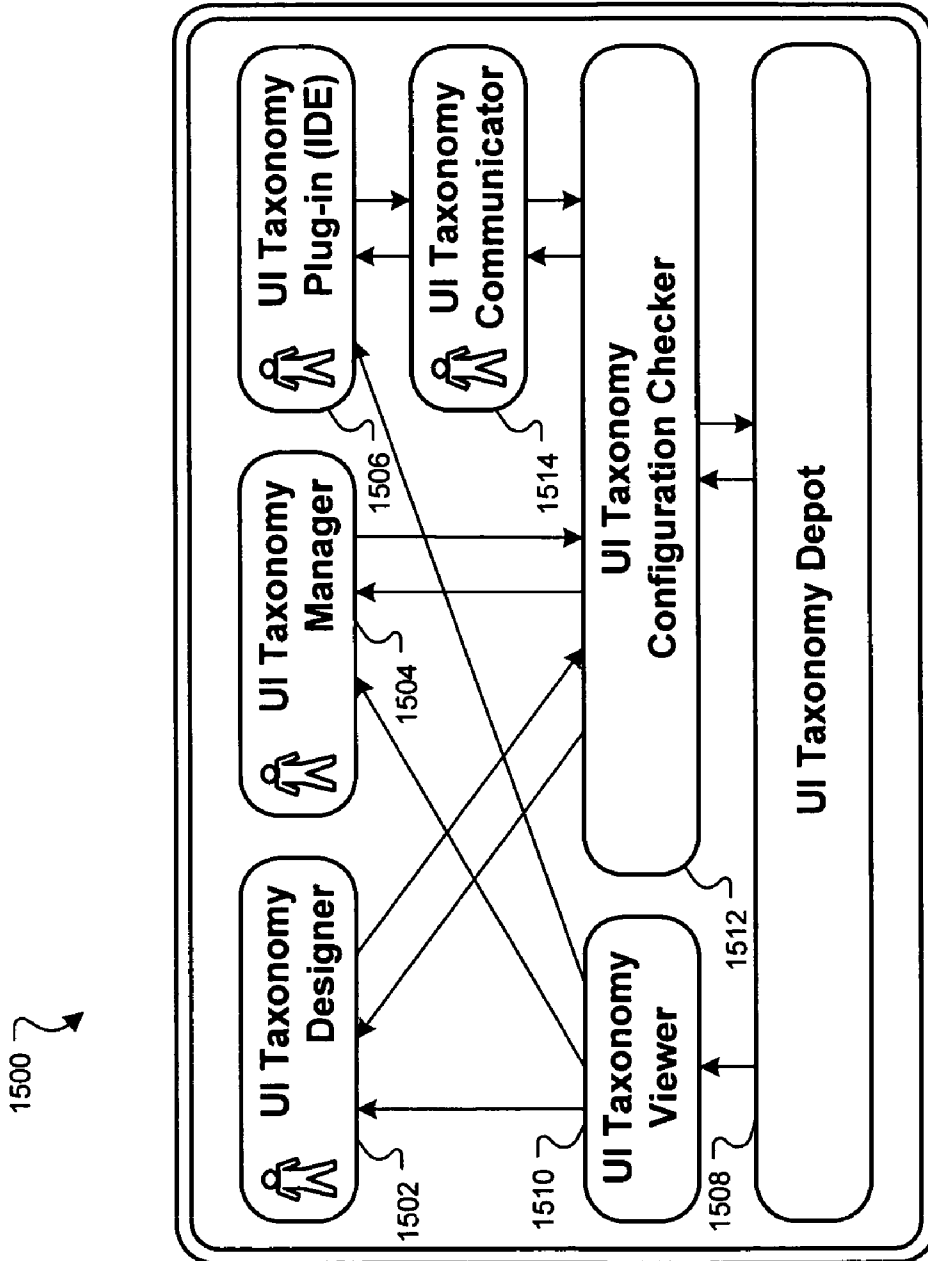 1500
UI Taxonomy
Designer
1502
UI Taxonomy
Manager
1504
UI Taxonomy
Plug-in (IDE)
1506
UI Taxonomy
Communicator
1514
UI Taxonomy
Viewer
1510
UI Taxonomy
Configuration Checker
1512
UI Taxonomy Depot
1508